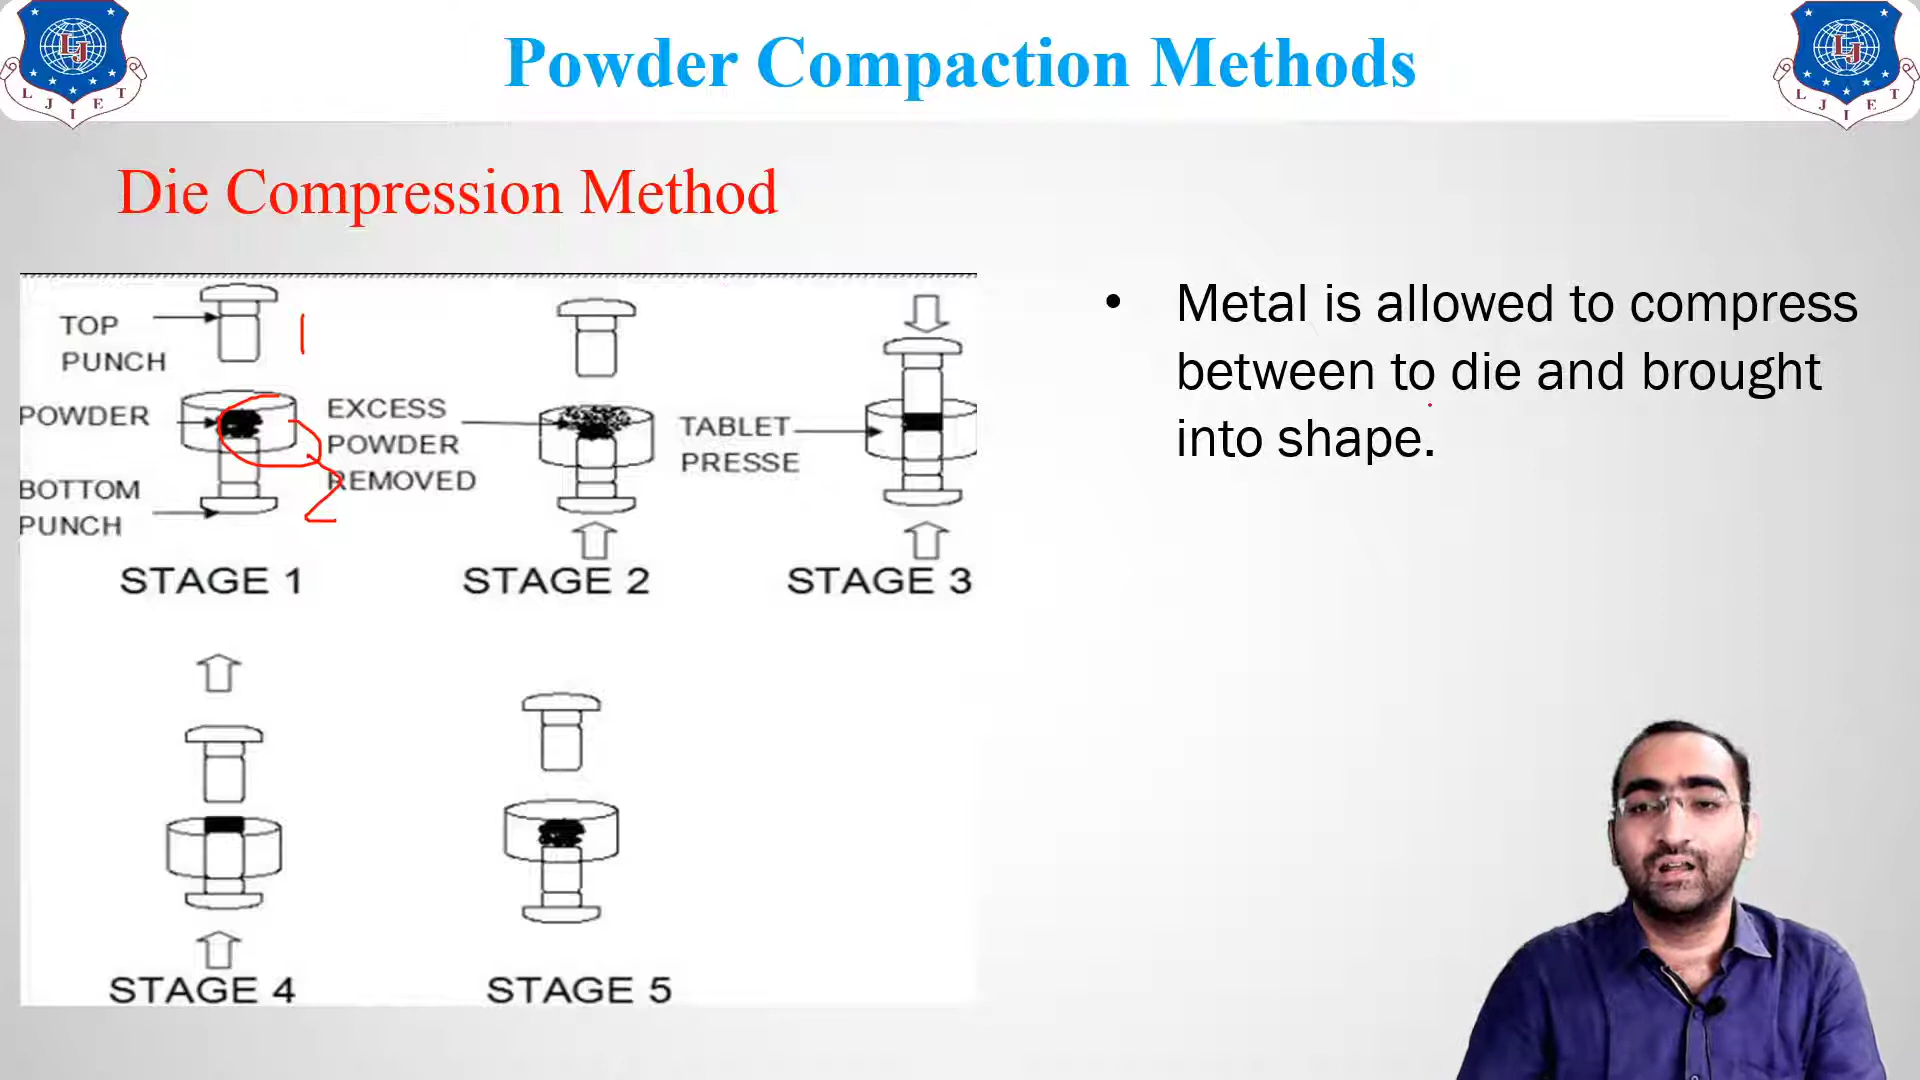 Powder Compaction Methods
L J I E T
L J I E T
Die Compression Method
TOP
PUNCH
POWDER
BOTTOM
PUNCH
STAGE 1
1
2
EXCESS
POWDER
REMOVED
STAGE 2
TABLET
PRESSE
STAGE 3
STAGE 4
STAGE 5
• Metal is allowed to compress
between to die and brought
into shape.